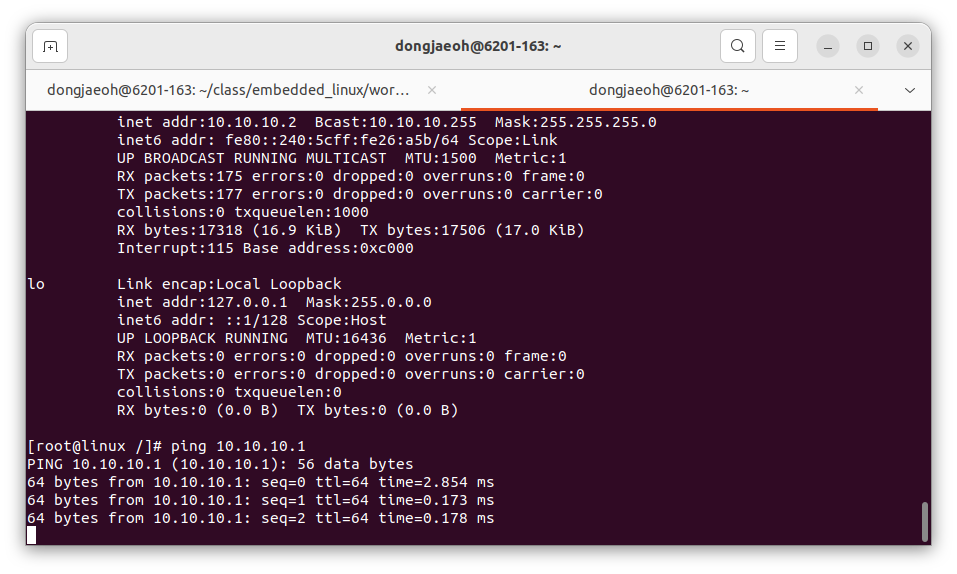 dongjaeoh@6201-163: ~
dongjaeoh@6201-163: ~/class/embedded_linux/wor...
dongjaeoh@6201-163: ~
inet addr:10.10.10.2  Bcast:10.10.10.255  Mask:255.255.255.0
inet6 addr: fe80::240:5cff:fe26:a5b/64 Scope:Link
UP BROADCAST RUNNING MULTICAST  MTU:1500  Metric:1
RX packets:175 errors:0 dropped:0 overruns:0 frame:0
TX packets:177 errors:0 dropped:0 overruns:0 carrier:0
collisions:0 txqueuelen:1000
RX bytes:17318 (16.9 KiB)  TX bytes:17506 (17.0 KiB)
Interrupt:115 Base address:0xc000
lo        Link encap:Local Loopback
inet addr:127.0.0.1  Mask:255.0.0.0
inet6 addr: ::1/128 Scope:Host
UP LOOPBACK RUNNING  MTU:16436  Metric:1
RX packets:0 errors:0 dropped:0 overruns:0 frame:0
TX packets:0 errors:0 dropped:0 overruns:0 carrier:0
collisions:0 txqueuelen:0
RX bytes:0 (0.0 B)  TX bytes:0 (0.0 B)
[root@linux /]# ping 10.10.10.1
PING 10.10.10.1 (10.10.10.1): 56 data bytes
64 bytes from 10.10.10.1: seq=0 ttl=64 time=2.854 ms
64 bytes from 10.10.10.1: seq=1 ttl=64 time=0.173 ms
64 bytes from 10.10.10.1: seq=2 ttl=64 time=0.178 ms